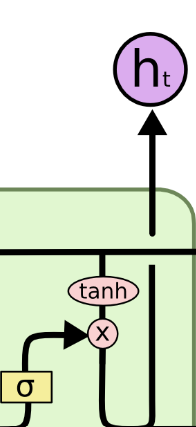 hₜ
tanh
x
σ